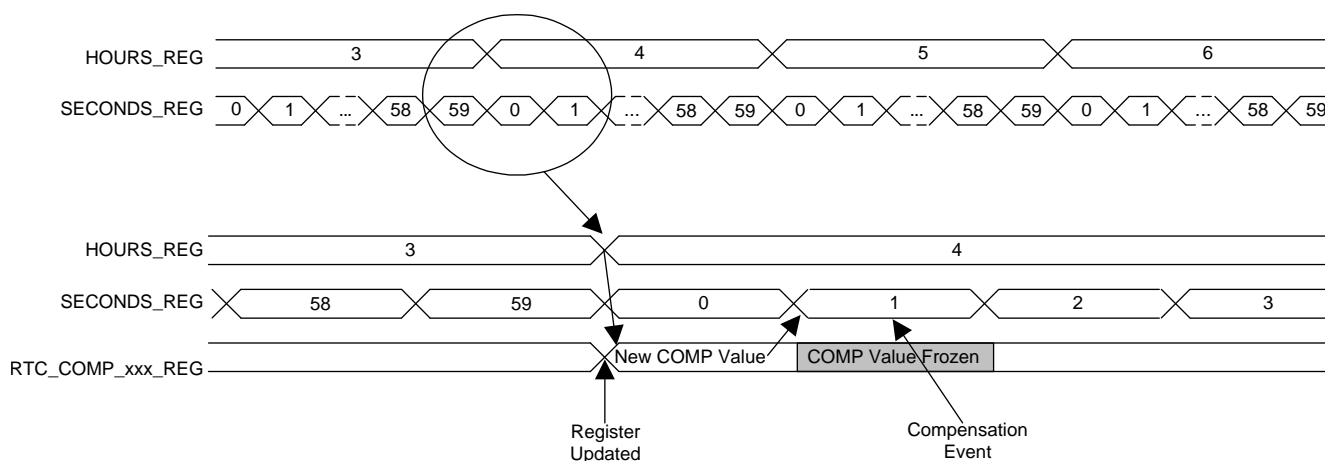 HOURS_REG 3 4 5 6
SECONDS_REG 0 1 ... 58 59 0 1 ... 58 59 0 1 ... 58 59 0 1 ... 58 59
HOURS_REG 3 4
SECONDS_REG 58 59 0 1 2 3
RTC_COMP_xxx_REG New COMP Value COMP Value Frozen
Register
Updated
Compensation
Event